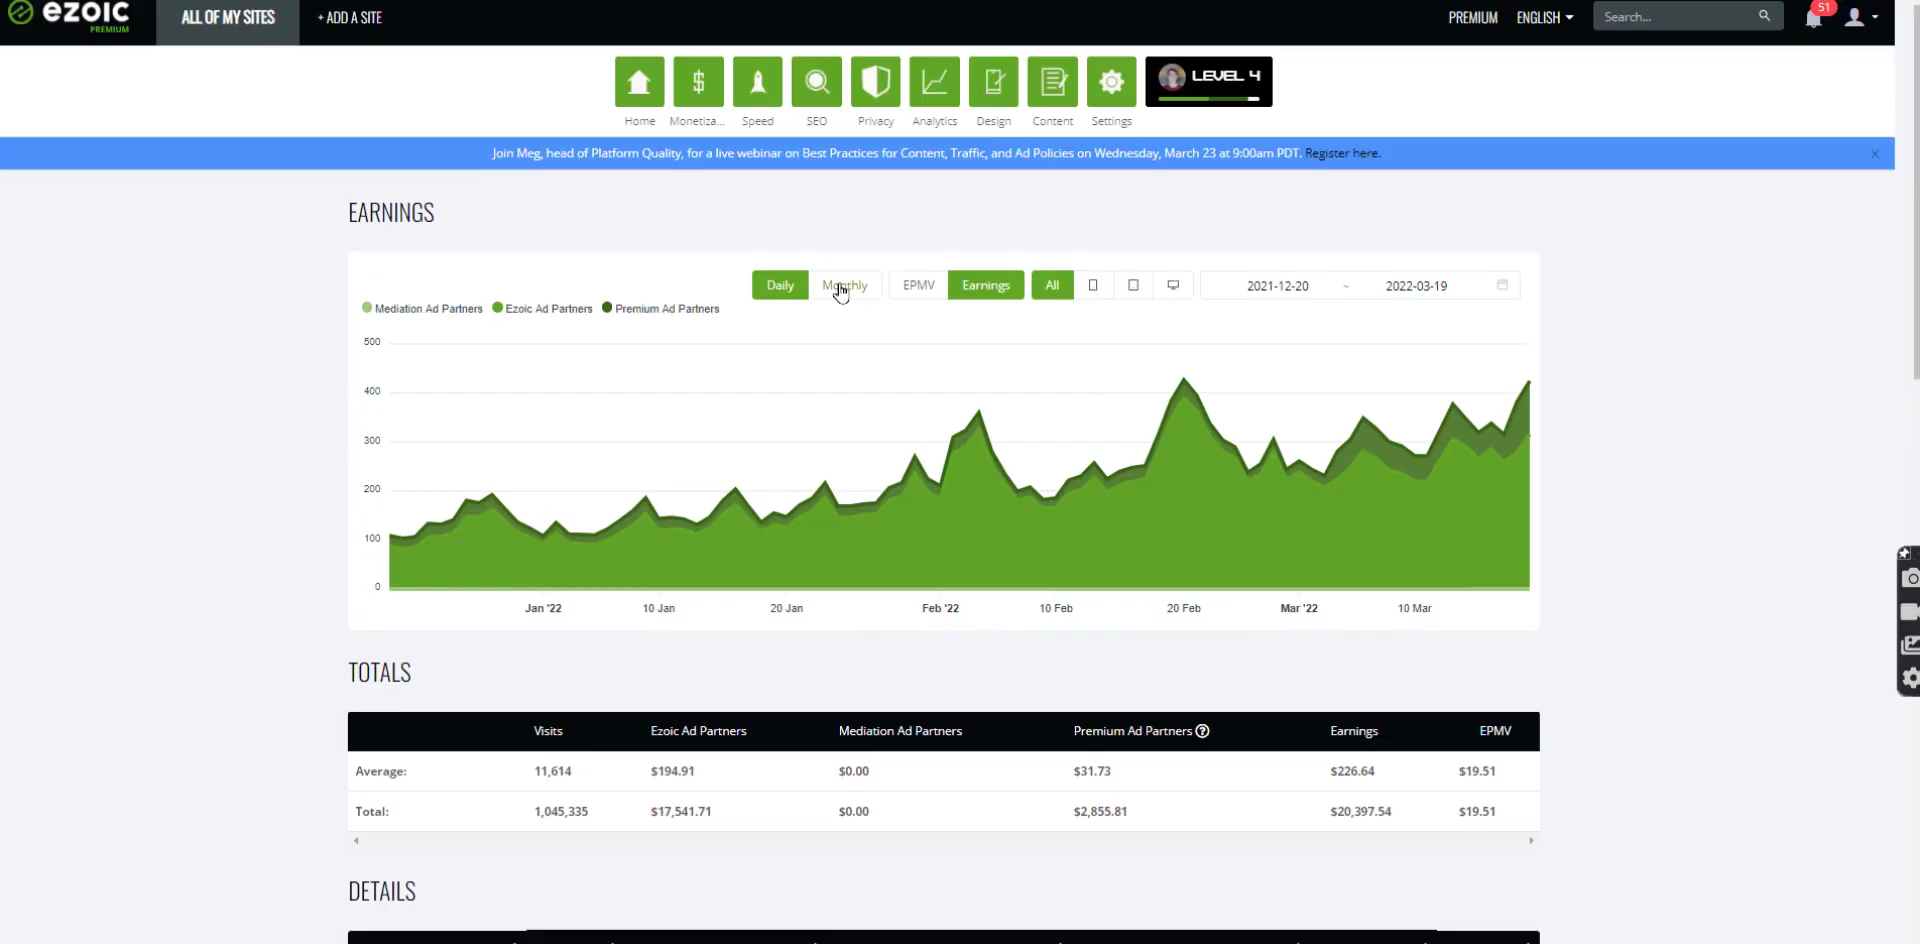 ezoic
PREMIUM
ALL OF MY SITES
+ ADD A SITE
PREMIUM
ENGLISH
Search...
51
LEVEL 4
Home Monetiza... Speed SEO Privacy Analytics Design Content Settings
Join Meg, head of Platform Quality, for a live webinar on Best Practices for Content, Traffic, and Ad Policies on Wednesday, March 23 at 9:00am PDT. Register here.
EARNINGS
Daily Monthly EPMV Earnings All 2021-12-20 ~ 2022-03-19
Mediation Ad Partners Ezoic Ad Partners Premium Ad Partners
500
400
300
200
100
0
Jan '22 10 Jan 20 Jan Feb '22 10 Feb 20 Feb Mar '22 10 Mar
TOTALS
Visits Ezoic Ad Partners Mediation Ad Partners Premium Ad Partners Earnings EPMV
Average: 11,614 $194.91 $0.00 $31.73 $226.64 $19.51
Total: 1,045,335 $17,541.71 $0.00 $2,855.81 $20,397.54 $19.51
DETAILS